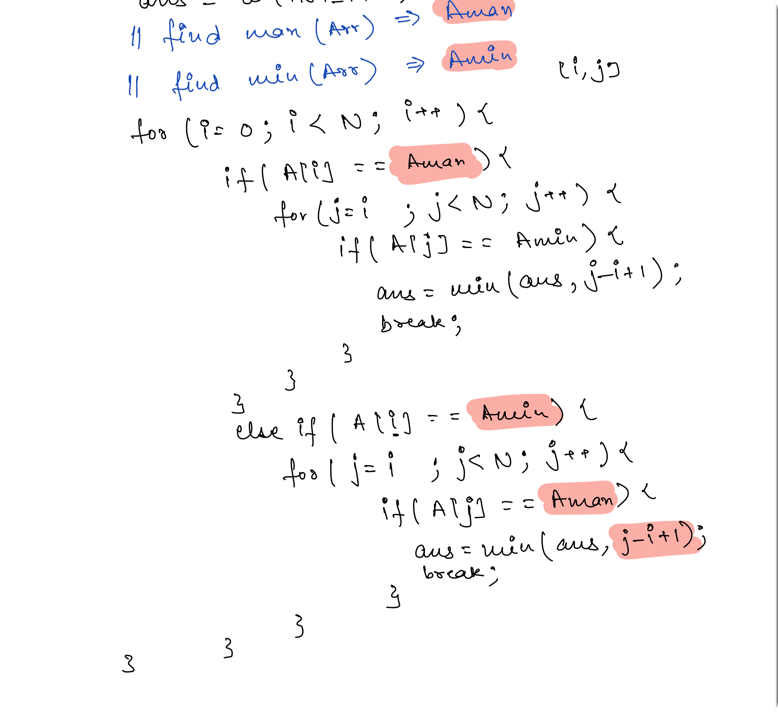 ans =
|| find max (Arr) => Amax
|| find min (Arr) => Amin [i, j]
for (i= 0; i < N; i++) {
if( A[i] == Amax) {
for(j=i ; j< N; j++) {
if( A[j] == Amin) {
ans = min(ans, j-i+1);
break;
}
}
}
else if( A[i] == Amin) {
for( j= i ; j< N; j++) {
if( A[j] == Amax) {
ans = min(ans, j-i+1);
break;
}
}
}
}